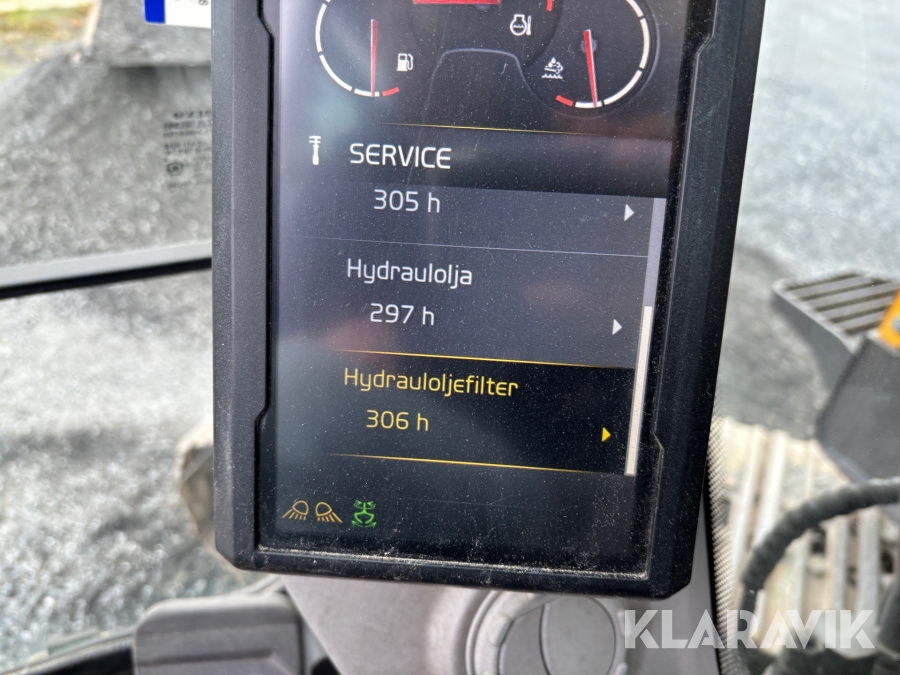 SERVICE
305 h
Hydraulolja
297 h
Hydrauloljefilter
306 h
KLARAVIK